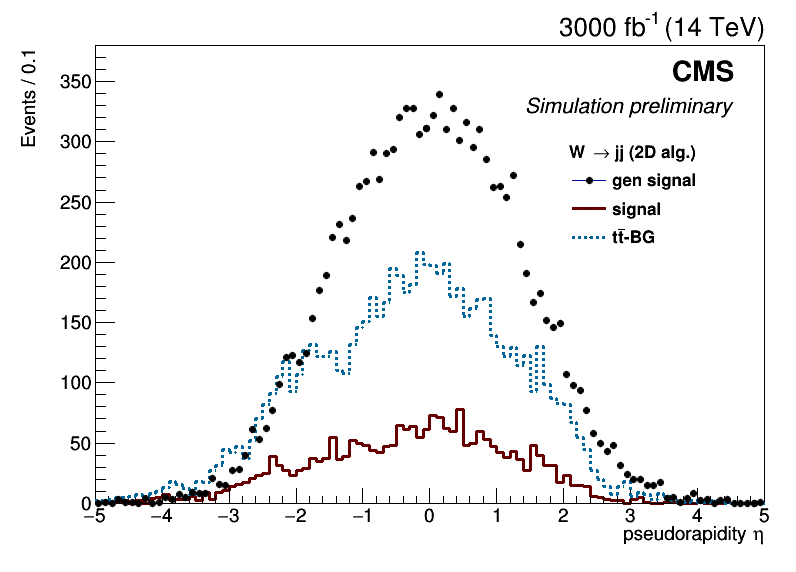 3000 fb⁻¹ (14 TeV)
CMS
Simulation preliminary
W → jj (2D alg.)
gen signal
signal
tt̄-BG
Events / 0.1
350
300
250
200
150
100
50
0
−5 −4 −3 −2 −1 0 1 2 3 4 5
pseudorapidity η